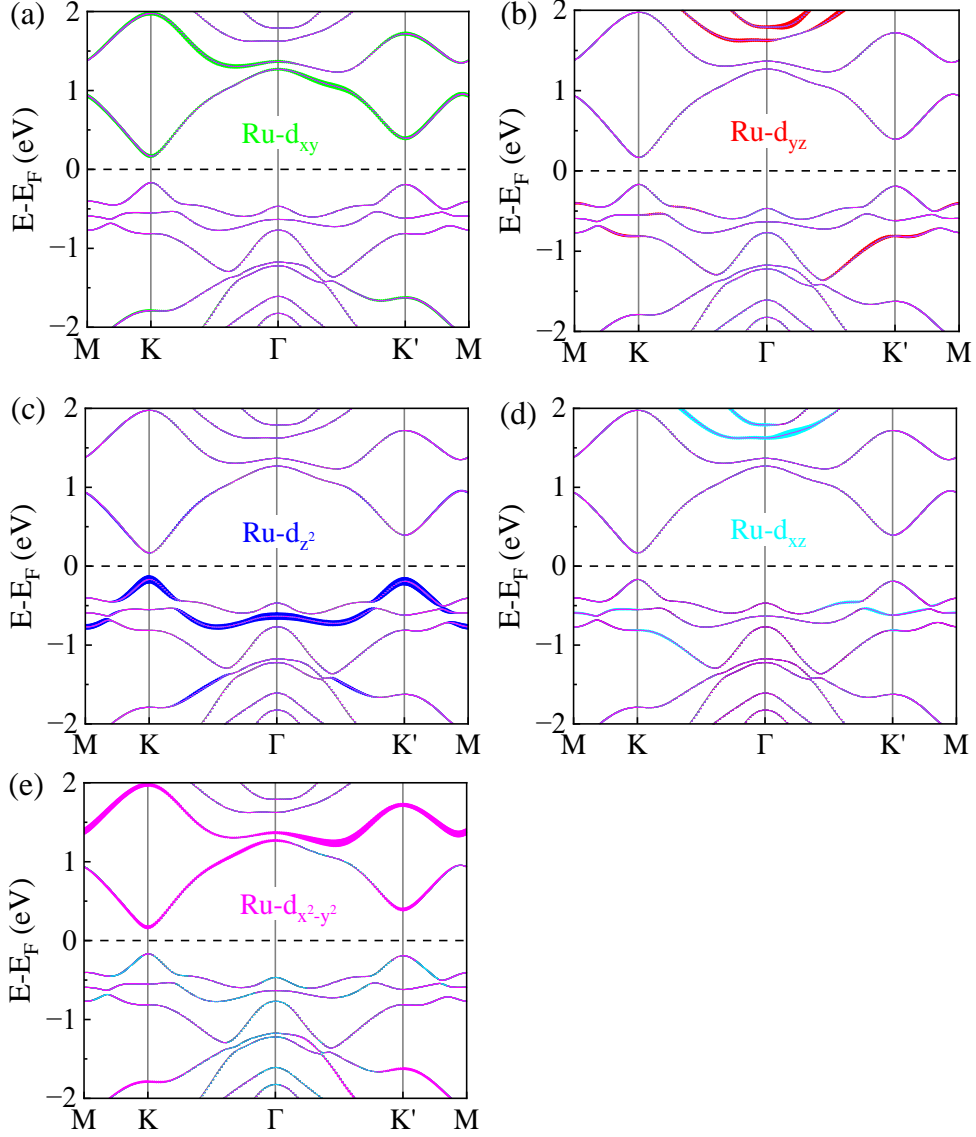 (a)
2
1
0
−1
−2
E-E_F (eV)
Ru-d_xy
M K Γ K' M
(b)
2
1
0
−1
−2
E-E_F (eV)
Ru-d_yz
M K Γ K' M
(c)
2
1
0
−1
−2
E-E_F (eV)
Ru-d_z²
M K Γ K' M
(d)
2
1
0
−1
−2
E-E_F (eV)
Ru-d_xz
M K Γ K' M
(e)
2
1
0
−1
−2
E-E_F (eV)
Ru-d_x²-y²
M K Γ K' M